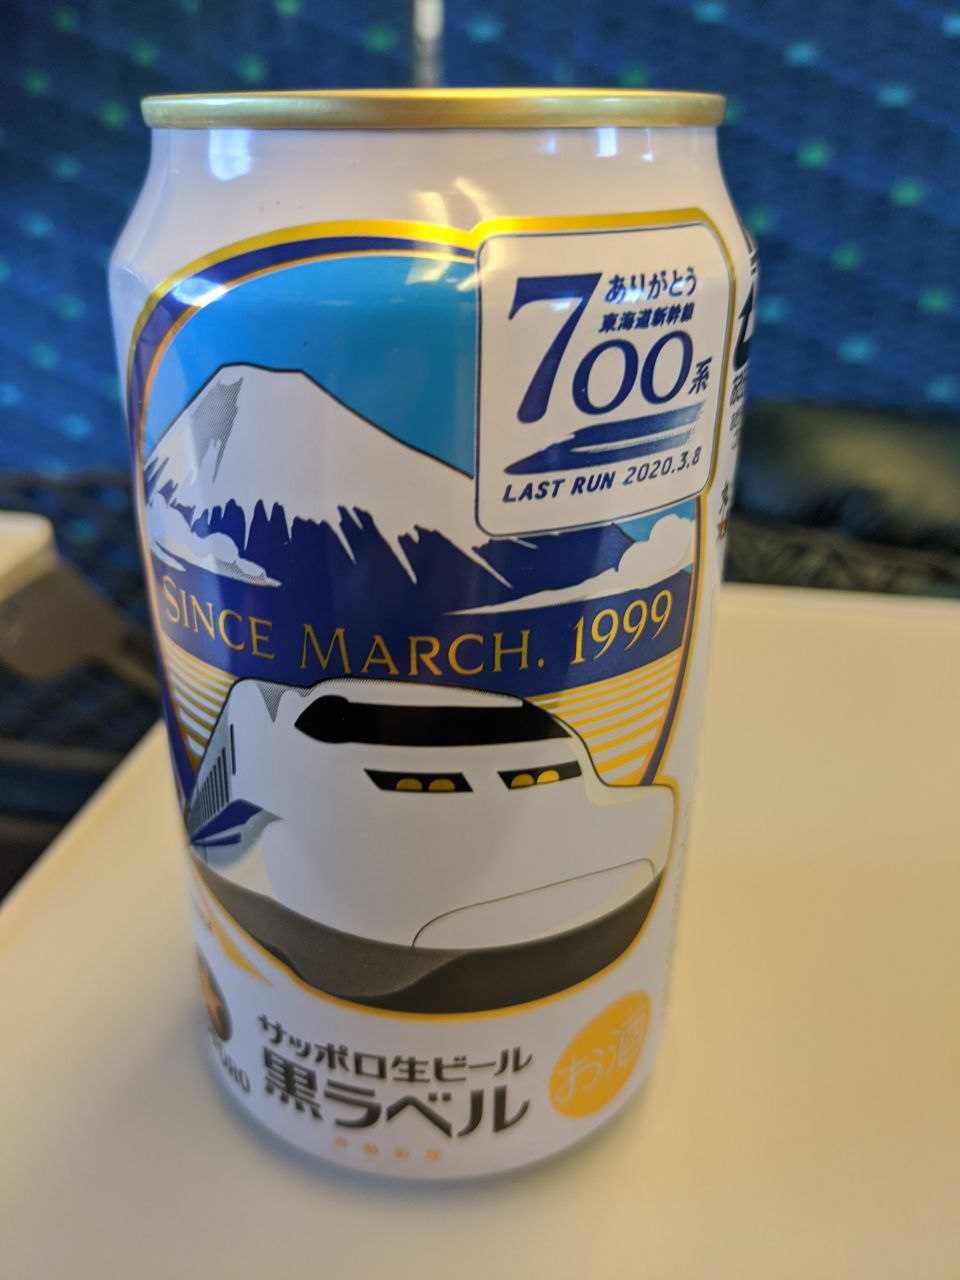 ありがとう
東海道新幹線
700系
LAST RUN 2020.3.8
SINCE MARCH. 1999
サッポロ生ビール
黒ラベル
お酒